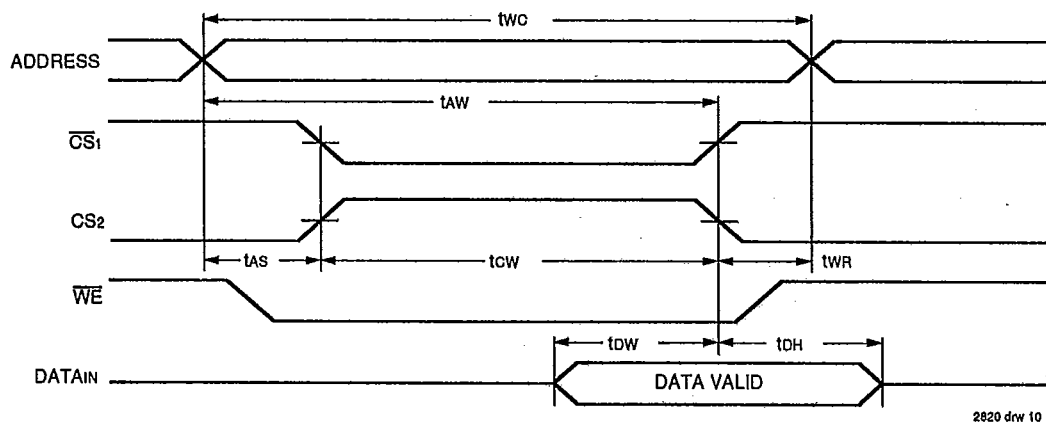 tWC
ADDRESS
tAW
CS1
CS2
tAS
tCW
tWR
WE
tDW
tDH
DATAIN
DATA VALID
2820 drw 10